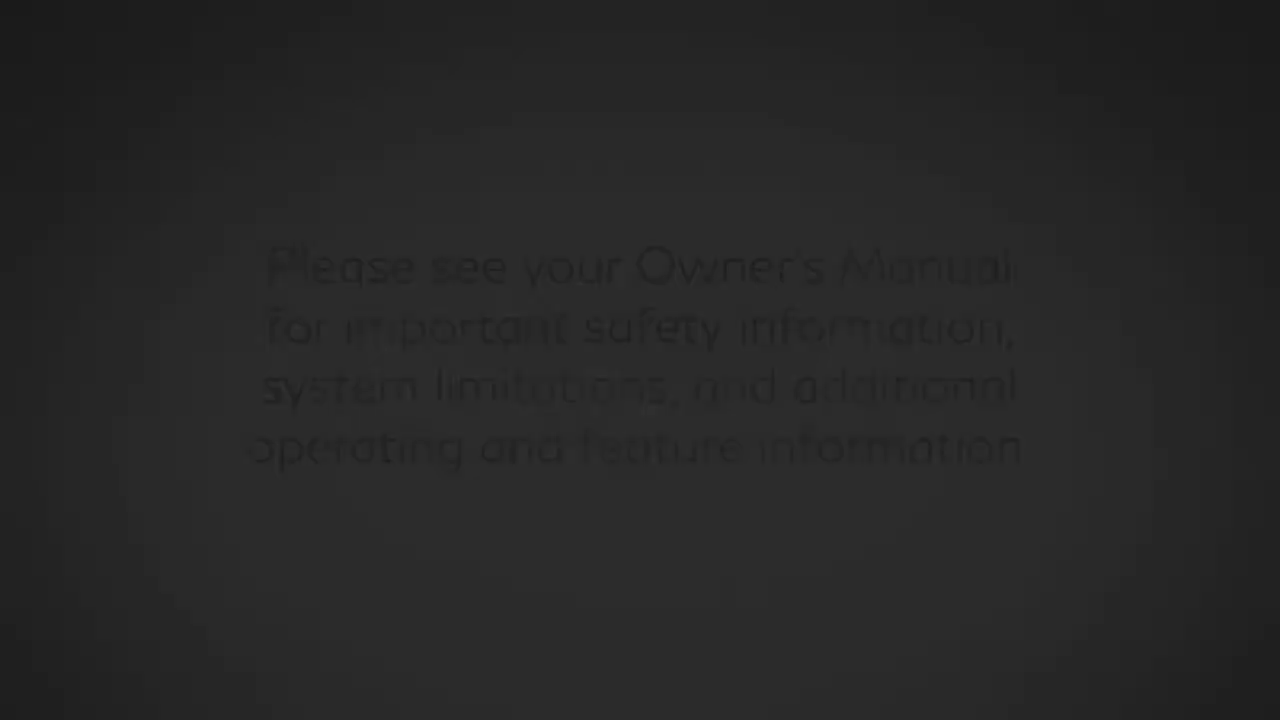 Please see your Owner's Manual
for important safety information,
system limitations, and additional
operating and feature information